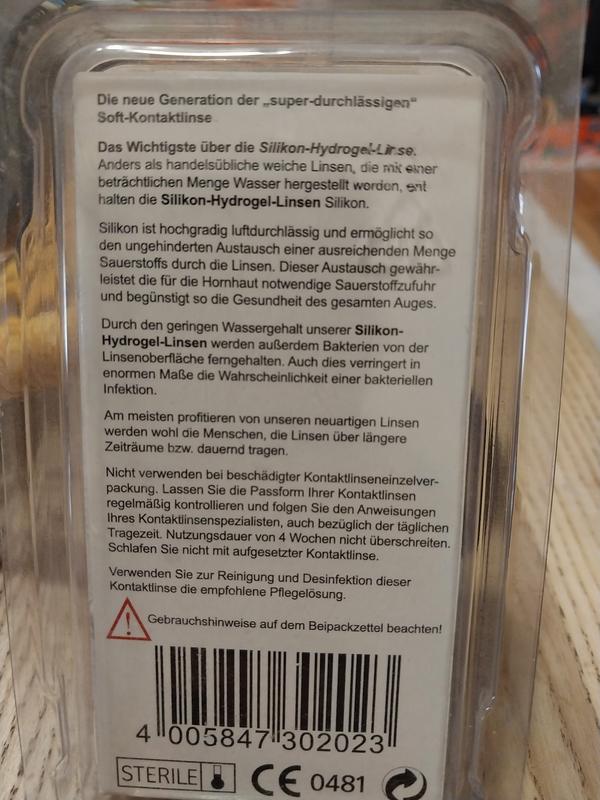 Die neue Generation der „super-durchlässigen“
Soft-Kontaktlinse
Das Wichtigste über die Silikon-Hydrogel-Linse.
Anders als handelsübliche weiche Linsen, die mit einer
beträchtlichen Menge Wasser hergestellt worden, ent
halten die Silikon-Hydrogel-Linsen Silikon.
Silikon ist hochgradig luftdurchlässig und ermöglicht so
den ungehinderten Austausch einer ausreichenden Menge
Sauerstoffs durch die Linsen. Dieser Austausch gewähr-
leistet die für die Hornhaut notwendige Sauerstoffzufuhr
und begünstigt so die Gesundheit des gesamten Auges.
Durch den geringen Wassergehalt unserer Silikon-
Hydrogel-Linsen werden außerdem Bakterien von der
Linsenoberfläche ferngehalten. Auch dies verringert in
enormen Maße die Wahrscheinlichkeit einer bakteriellen
Infektion.
Am meisten profitieren von unseren neuartigen Linsen
werden wohl die Menschen, die Linsen über längere
Zeiträume bzw. dauernd tragen.
Nicht verwenden bei beschädigter Kontaktlinseneinzelver-
packung. Lassen Sie die Passform Ihrer Kontaktlinsen
regelmäßig kontrollieren und folgen Sie den Anweisungen
Ihres Kontaktlinsenspezialisten, auch bezüglich der täglichen
Tragezeit. Nutzungsdauer von 4 Wochen nicht überschreiten.
Schlafen Sie nicht mit aufgesetzter Kontaktlinse.
Verwenden Sie zur Reinigung und Desinfektion dieser
Kontaktlinse die empfohlene Pflegelösung.
Gebrauchshinweise auf dem Beipackzettel beachten!
4 005847 302023
STERILE CE 0481